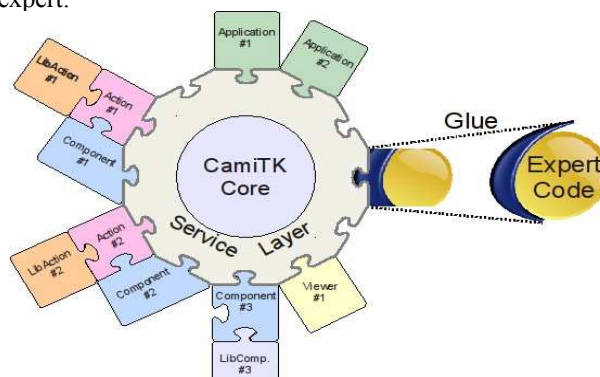 expert.
Application
#1
Application
#2
LibAction
#1
Action
#1
Component
#1
CamiTK
Core
Service Layer
Glue
Expert
Code
Action
#2
LibAction
#2
Component
#2
Component
#3
Viewer
#1
LibComp.
#3